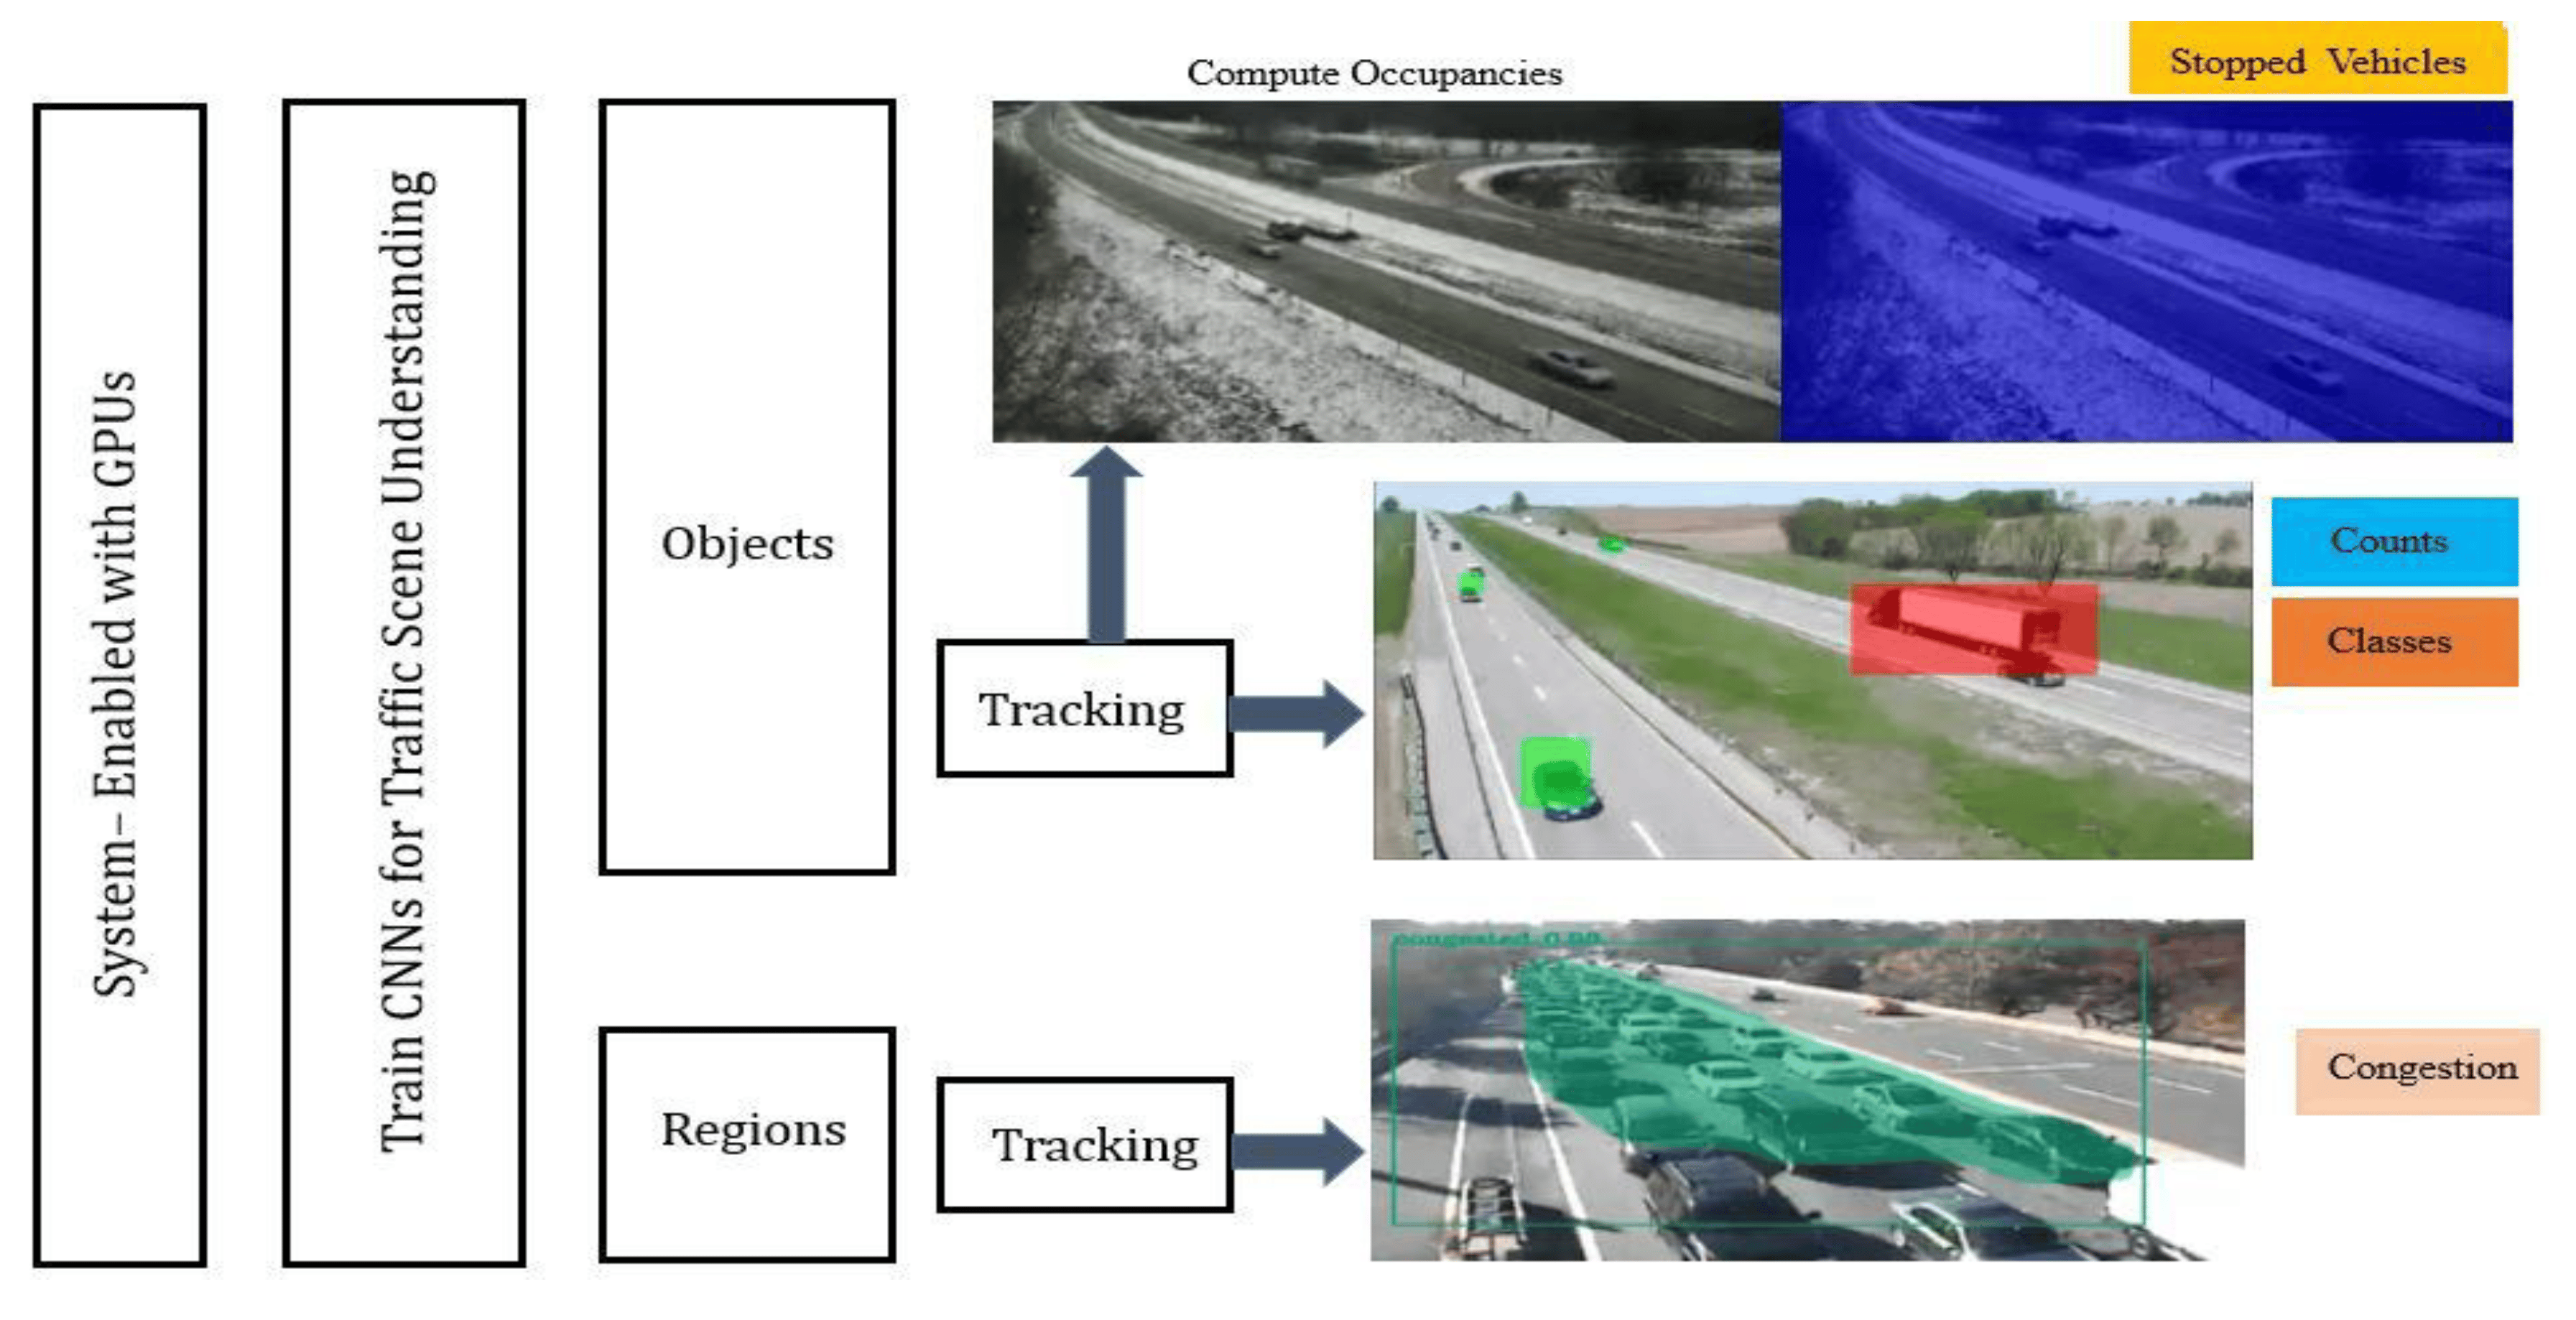 System– Enabled with GPUs
Train CNNs for Traffic Scene Understanding
Objects
Regions
Tracking
Tracking
Compute Occupancies
Stopped Vehicles
Counts
Classes
congested
Congestion